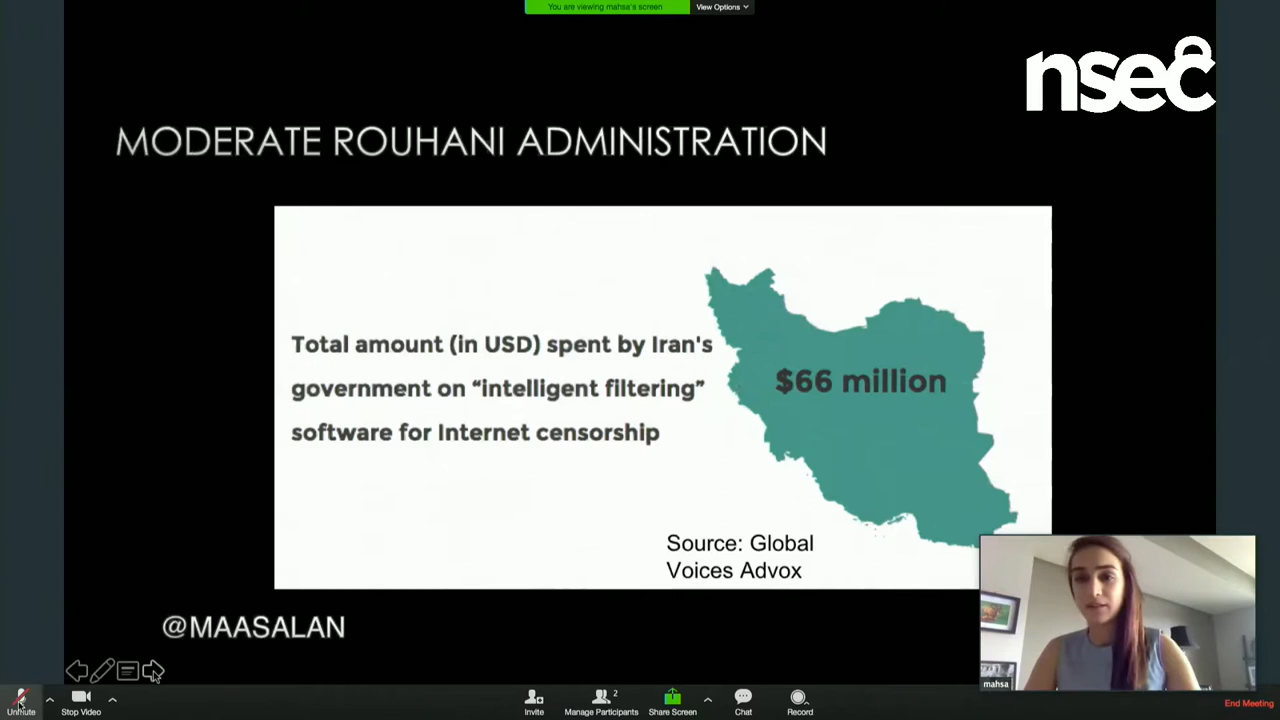 You are viewing mahsa's screen
View Options
nsec
MODERATE ROUHANI ADMINISTRATION
Total amount (in USD) spent by Iran's
government on “intelligent filtering”
software for Internet censorship
$66 million
Source: Global
Voices Advox
@MAASALAN
mahsa
Unmute
Stop Video
Invite
2
Manage Participants
Share Screen
Chat
Record
End Meeting